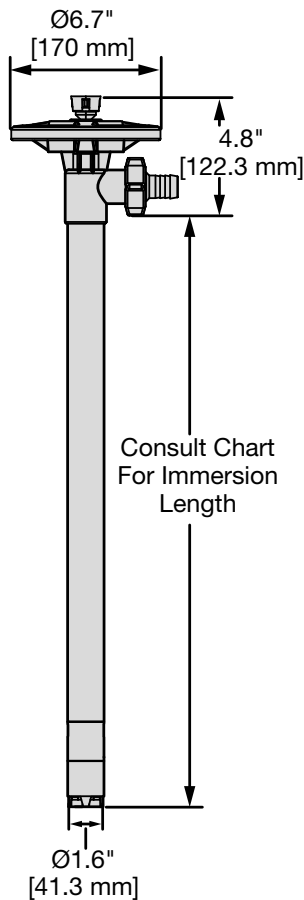 Ø6.7"
[170 mm]
4.8"
[122.3 mm]
Consult Chart
For Immersion
Length
Ø1.6"
[41.3 mm]